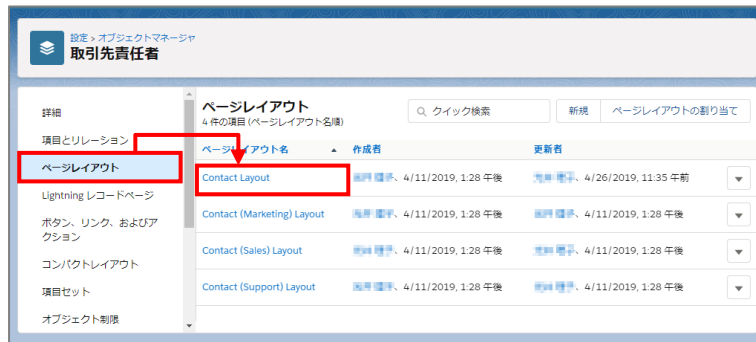 設定 > オブジェクトマネージャ
取引先責任者
詳細
項目とリレーション
ページレイアウト
Lightning レコードページ
ボタン、リンク、およびア
クション
コンパクトレイアウト
項目セット
オブジェクト制限
ページレイアウト
4 件の項目 (ページレイアウト名順)
クイック検索
新規
ページレイアウトの割り当て
ページレイアウト名 作成者 更新者
Contact Layout 、4/11/2019, 1:28 午後 、4/26/2019, 11:35 午前
Contact (Marketing) Layout 、4/11/2019, 1:28 午後 、4/11/2019, 1:28 午後
Contact (Sales) Layout 、4/11/2019, 1:28 午後 、4/11/2019, 1:28 午後
Contact (Support) Layout 、4/11/2019, 1:28 午後 、4/11/2019, 1:28 午後